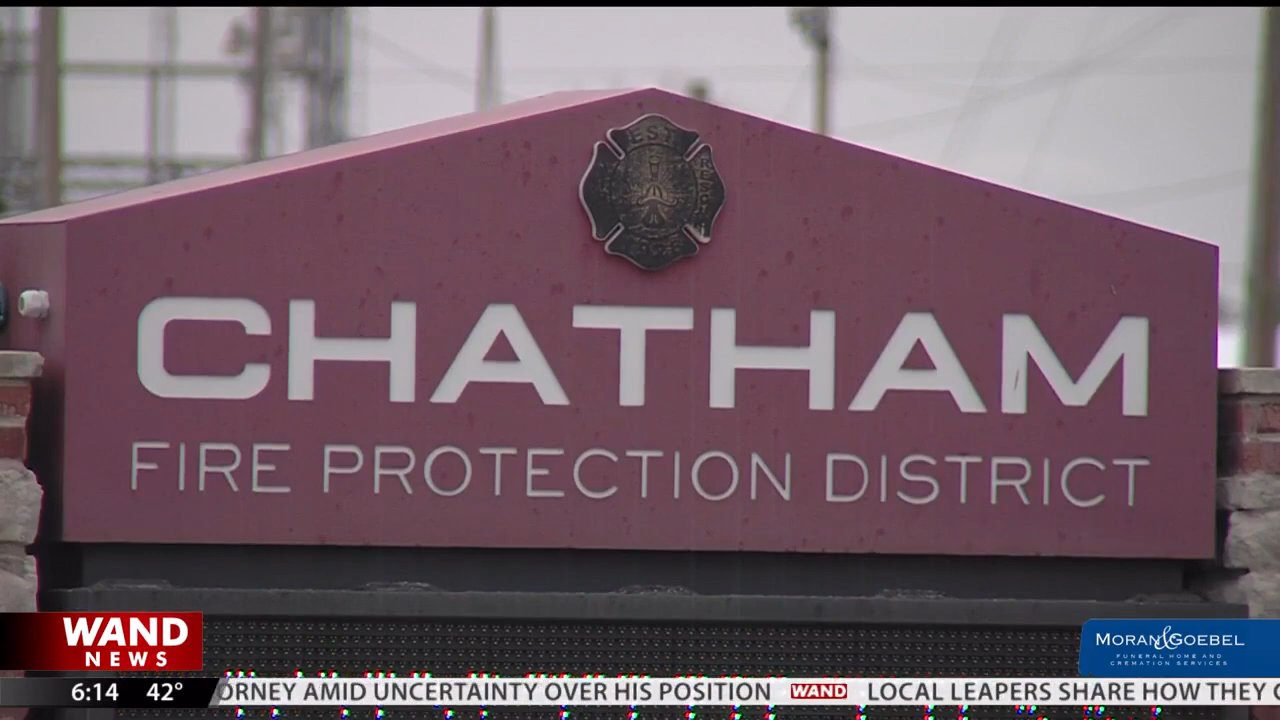 EST
CHATHAM
FIRE PROTECTION DISTRICT
WAND
NEWS
MORAN & GOEBEL
FUNERAL HOME AND
CREMATION SERVICES
6:14 42° ORNEY AMID UNCERTAINTY OVER HIS POSITION WAND LOCAL LEAPERS SHARE HOW THEY